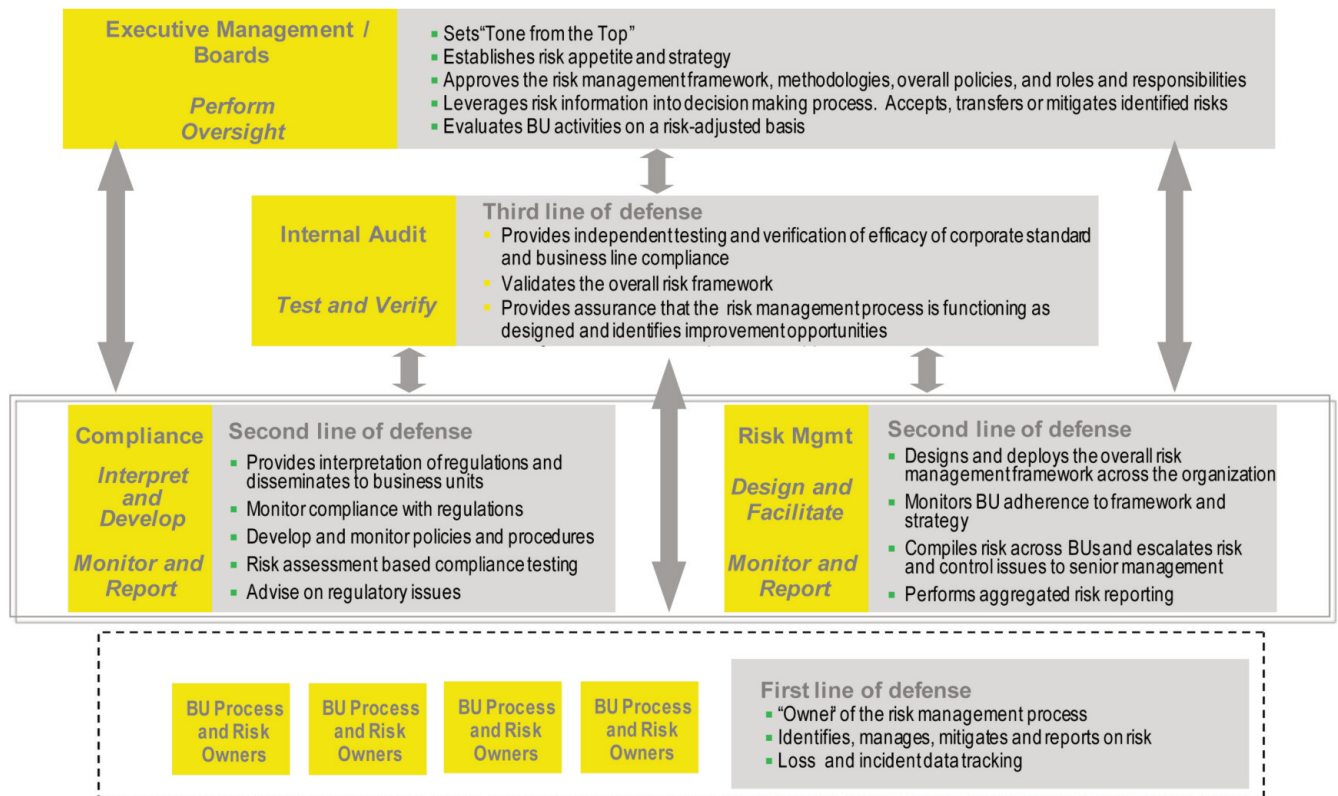 Executive Management /
Boards
Perform
Oversight
Sets“Tone from the Top”
Establishes risk appetite and strategy
Approves the risk management framework, methodologies, overall policies, and roles and responsibilities
Leverages risk information into decision making process. Accepts, transfers or mitigates identified risks
Evaluates BU activities on a risk-adjusted basis
Internal Audit
Test and Verify
Third line of defense
Provides independent testing and verification of efficacy of corporate standard
and business line compliance
Validates the overall risk framework
Provides assurance that the risk management process is functioning as
designed and identifies improvement opportunities
Compliance
Interpret
and
Develop
Monitor and
Report
Second line of defense
Provides interpretation of regulations and
disseminates to business units
Monitor compliance with regulations
Develop and monitor policies and procedures
Risk assessment based compliance testing
Advise on regulatory issues
Risk Mgmt
Design and
Facilitate
Monitor and
Report
Second line of defense
Designs and deploys the overall risk
management framework across the organization
Monitors BU adherence to framework and
strategy
Compiles risk across BUs and escalates risk
and control issues to senior management
Performs aggregated risk reporting
BU Process
and Risk
Owners
BU Process
and Risk
Owners
BU Process
and Risk
Owners
BU Process
and Risk
Owners
First line of defense
“Owner” of the risk management process
Identifies, manages, mitigates and reports on risk
Loss and incident data tracking